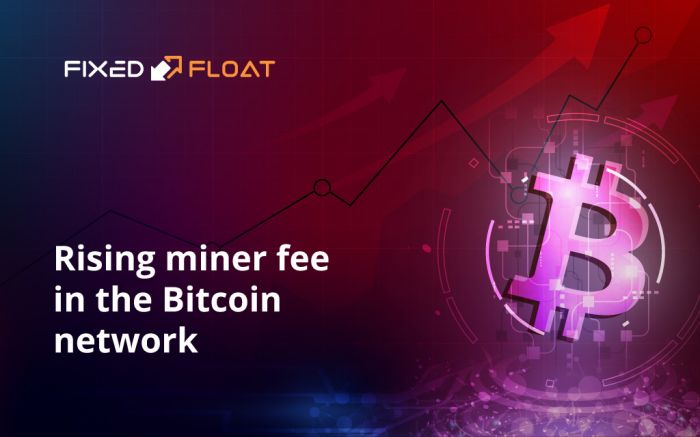 FIXED FLOAT
Rising miner fee
in the Bitcoin
network